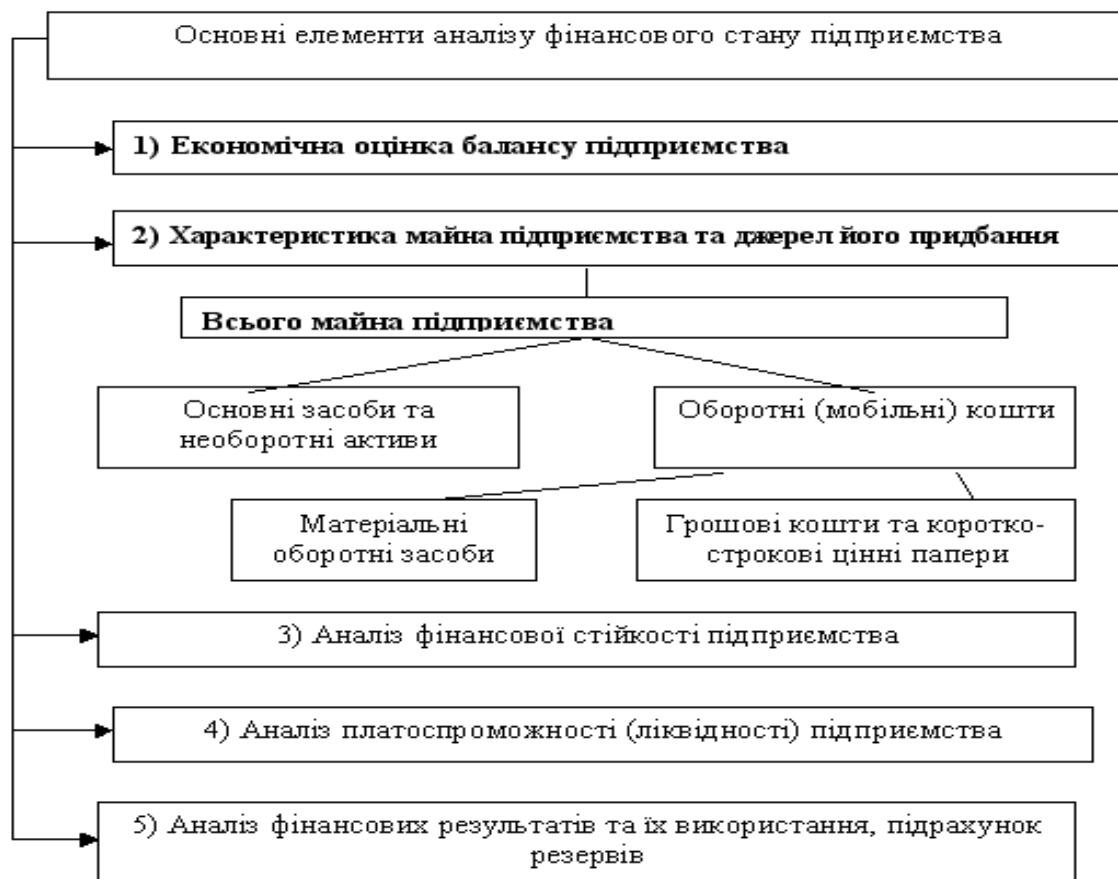 Основні елементи аналізу фінансового стану підприємства
1) Економічна оцінка балансу підприємства
2) Характеристика майна підприємства та джерел його придбання
Всього майна підприємства
Основні засоби та
необоротні активи
Оборотні (мобільні) кошти
Матеріальні
оборотні засоби
Грошові кошти та коротко-
строкові цінні папери
3) Аналіз фінансової стійкості підприємства
4) Аналіз платоспроможності (ліквідності) підприємства
5) Аналіз фінансових результатів та їх використання, підрахунок
резервів